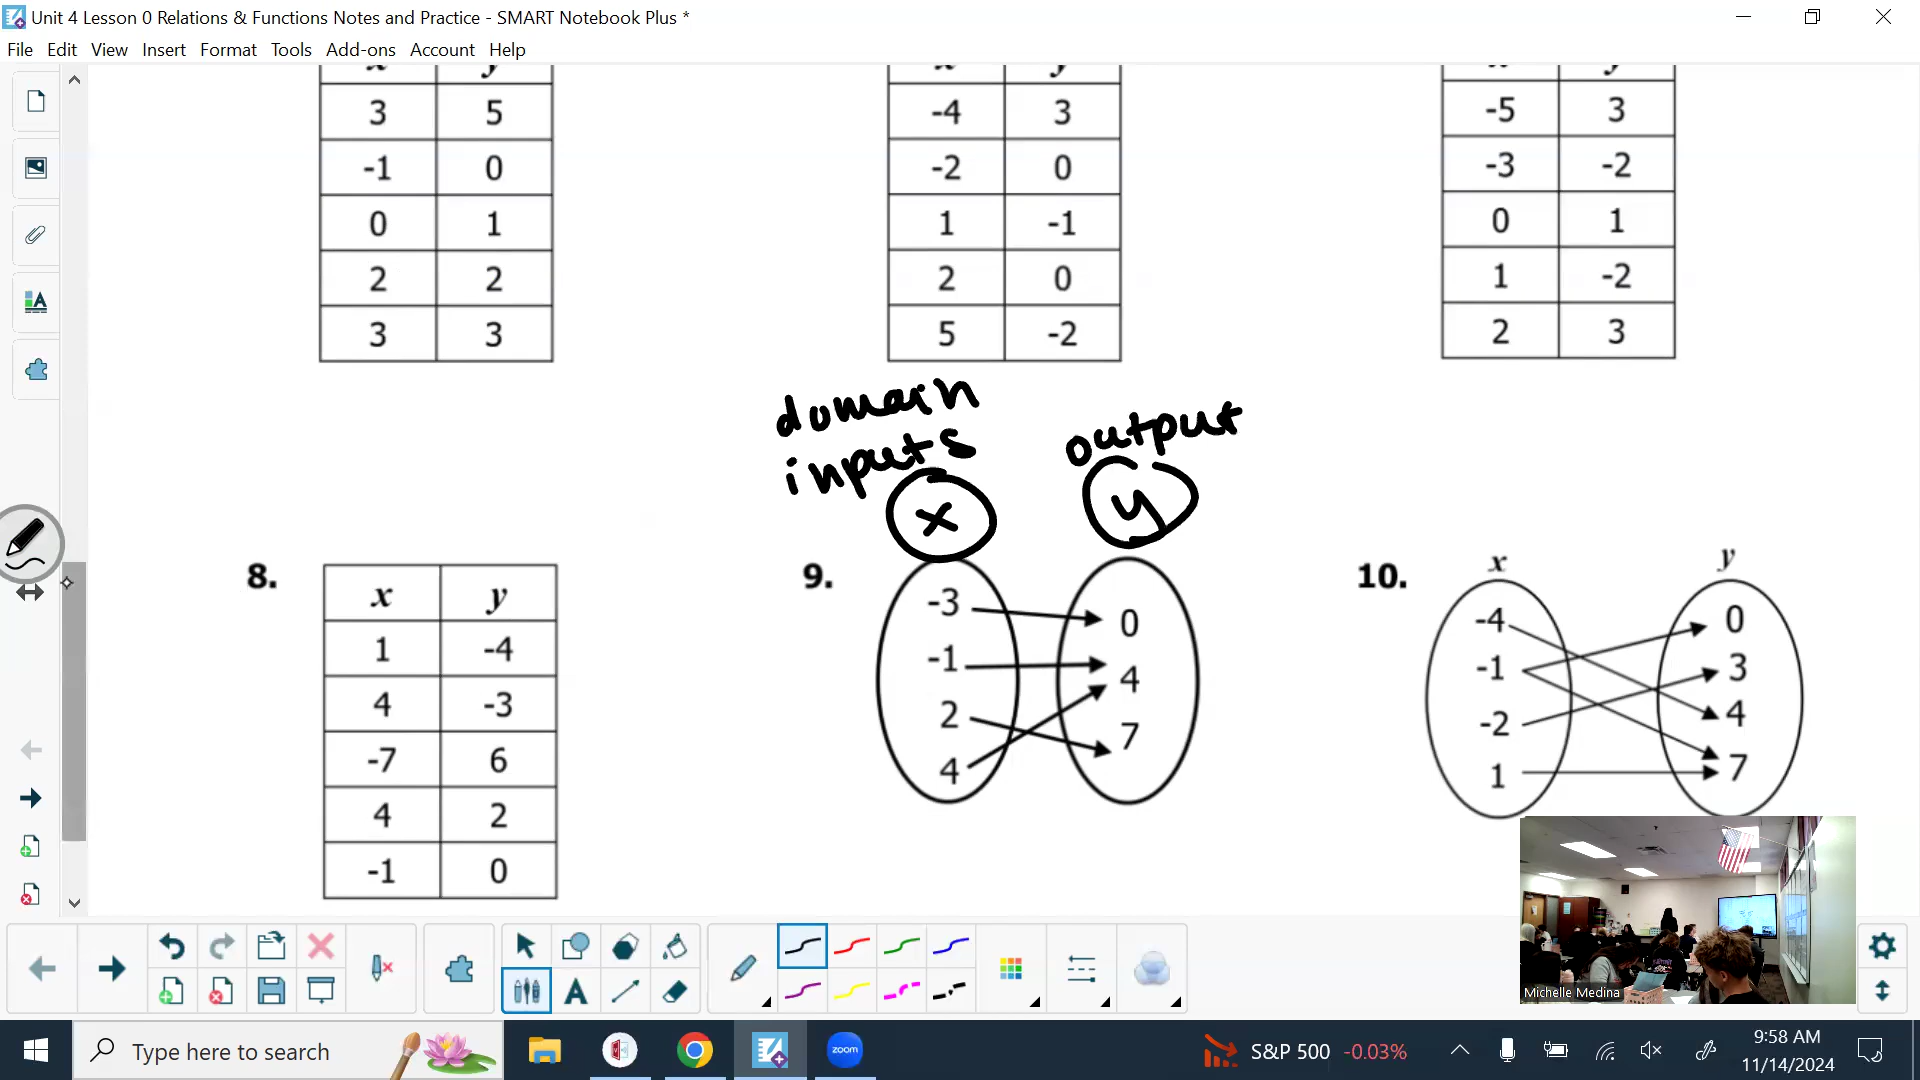 Unit 4 Lesson 0 Relations & Functions Notes and Practice - SMART Notebook Plus *
File Edit View Insert Format Tools Add-ons Account Help
x y
3 5
-1 0
0 1
2 2
3 3
x y
-4 3
-2 0
1 -1
2 0
5 -2
x y
-5 3
-3 -2
0 1
1 -2
2 3
domain
inputs
output
x
y
8.
x y
1 -4
4 -3
-7 6
4 2
-1 0
9.
-3
-1
2
4
0
4
7
10.
x y
-4
-1
-2
1
0
3
4
7
Michelle Medina
Type here to search
zoom
S&P 500 -0.03%
9:58 AM
11/14/2024